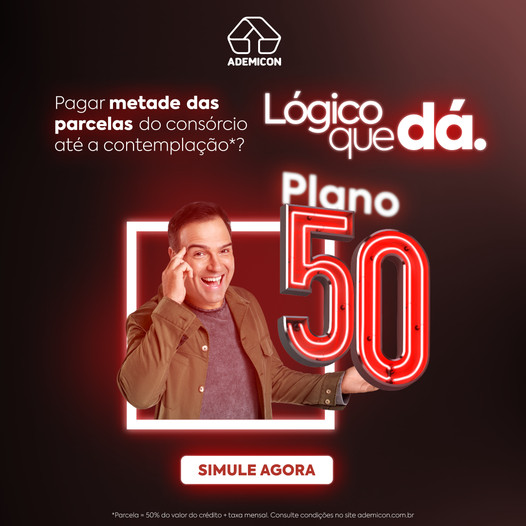 ADEMICON
Pagar metade das
parcelas do consórcio
até a contemplação*?
Lógico
que dá.
Plano
50
SIMULE AGORA
*Parcela = 50% do valor do crédito + taxa mensal. Consulte condições no site ademicon.com.br